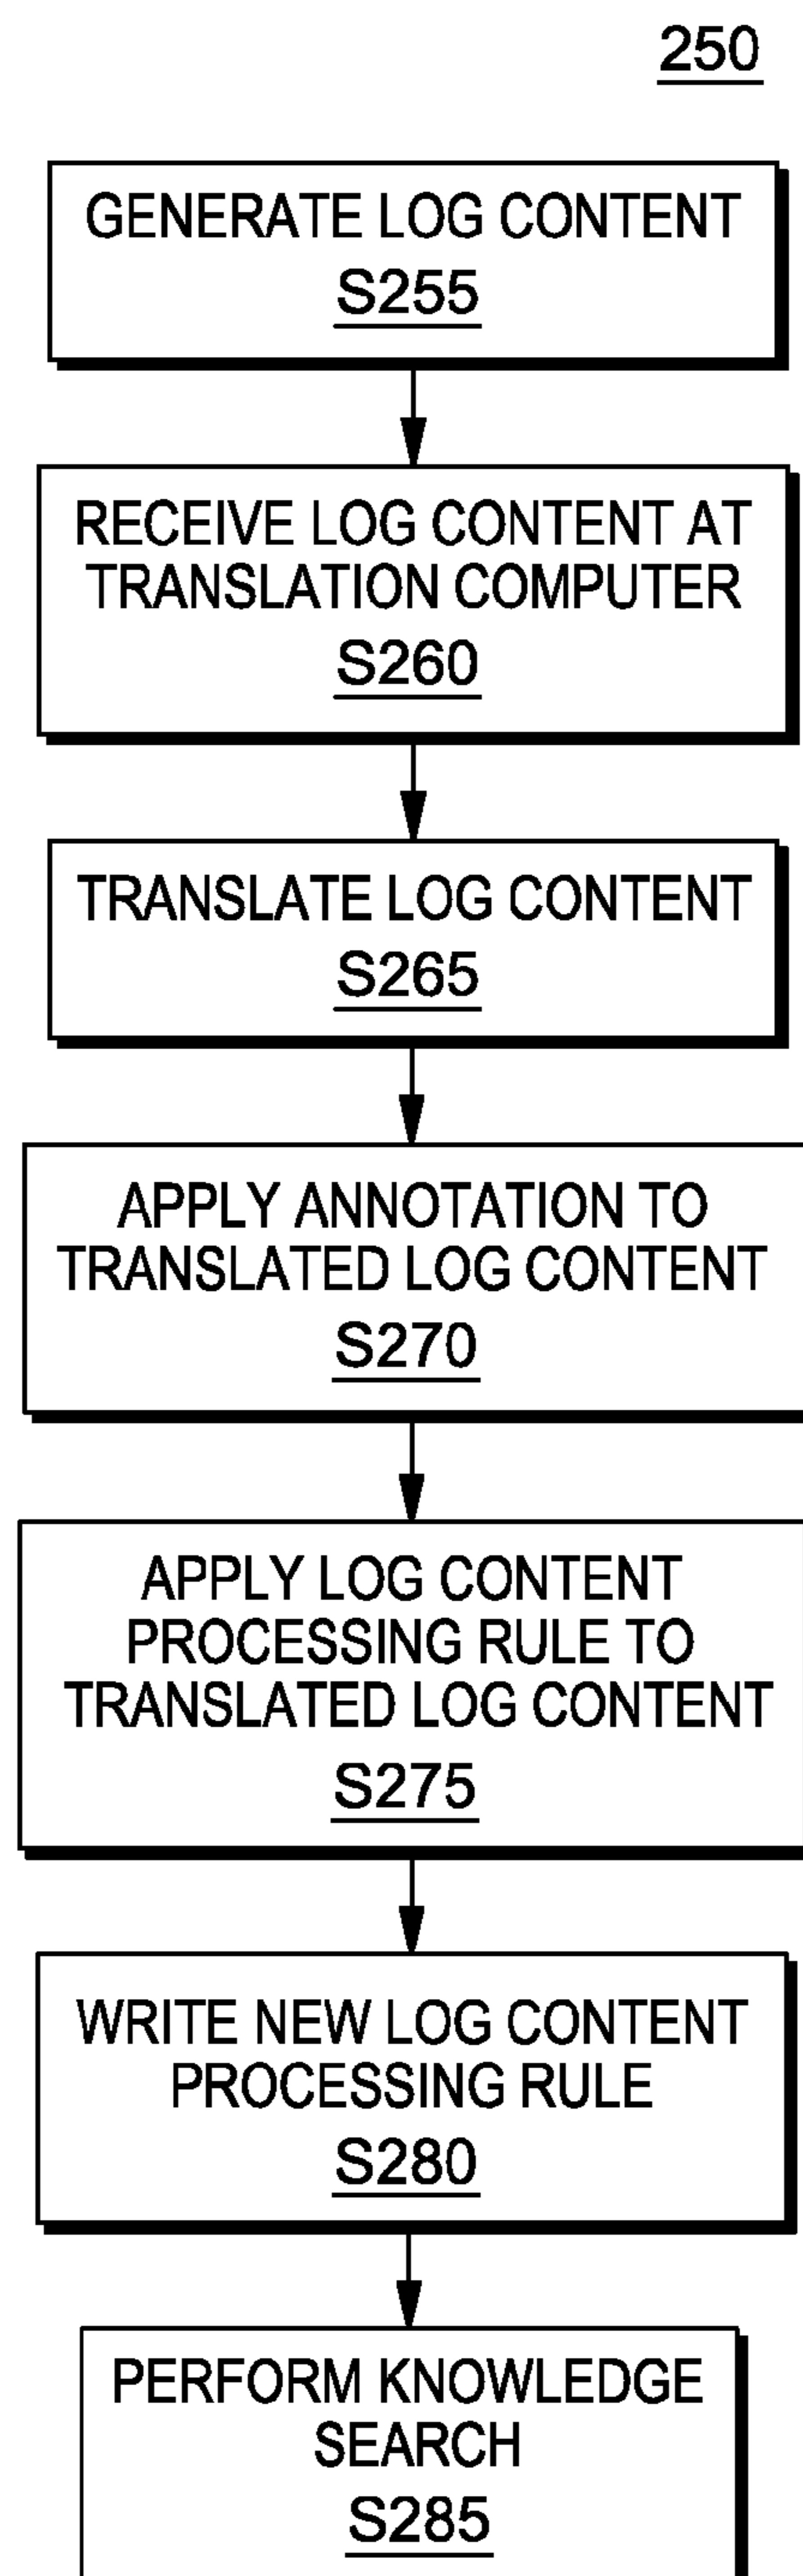 250
GENERATE LOG CONTENT
S255
RECEIVE LOG CONTENT AT
TRANSLATION COMPUTER
S260
TRANSLATE LOG CONTENT
S265
APPLY ANNOTATION TO
TRANSLATED LOG CONTENT
S270
APPLY LOG CONTENT
PROCESSING RULE TO
TRANSLATED LOG CONTENT
S275
WRITE NEW LOG CONTENT
PROCESSING RULE
S280
PERFORM KNOWLEDGE
SEARCH
S285